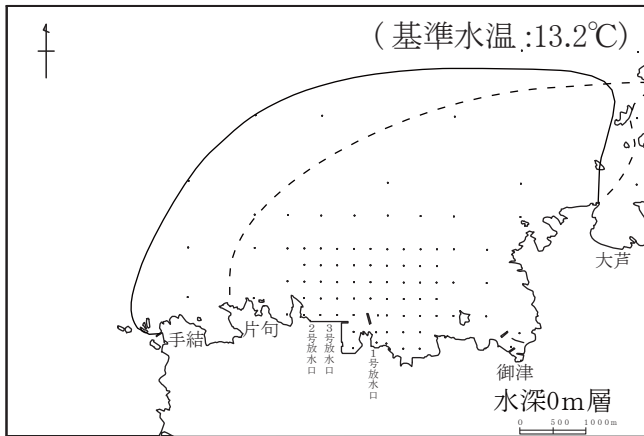 （基準水温:13.2℃）
大芦
手結
片句
2号放水口
3号放水口
1号放水口
御津
水深0m層
0 500 1000m